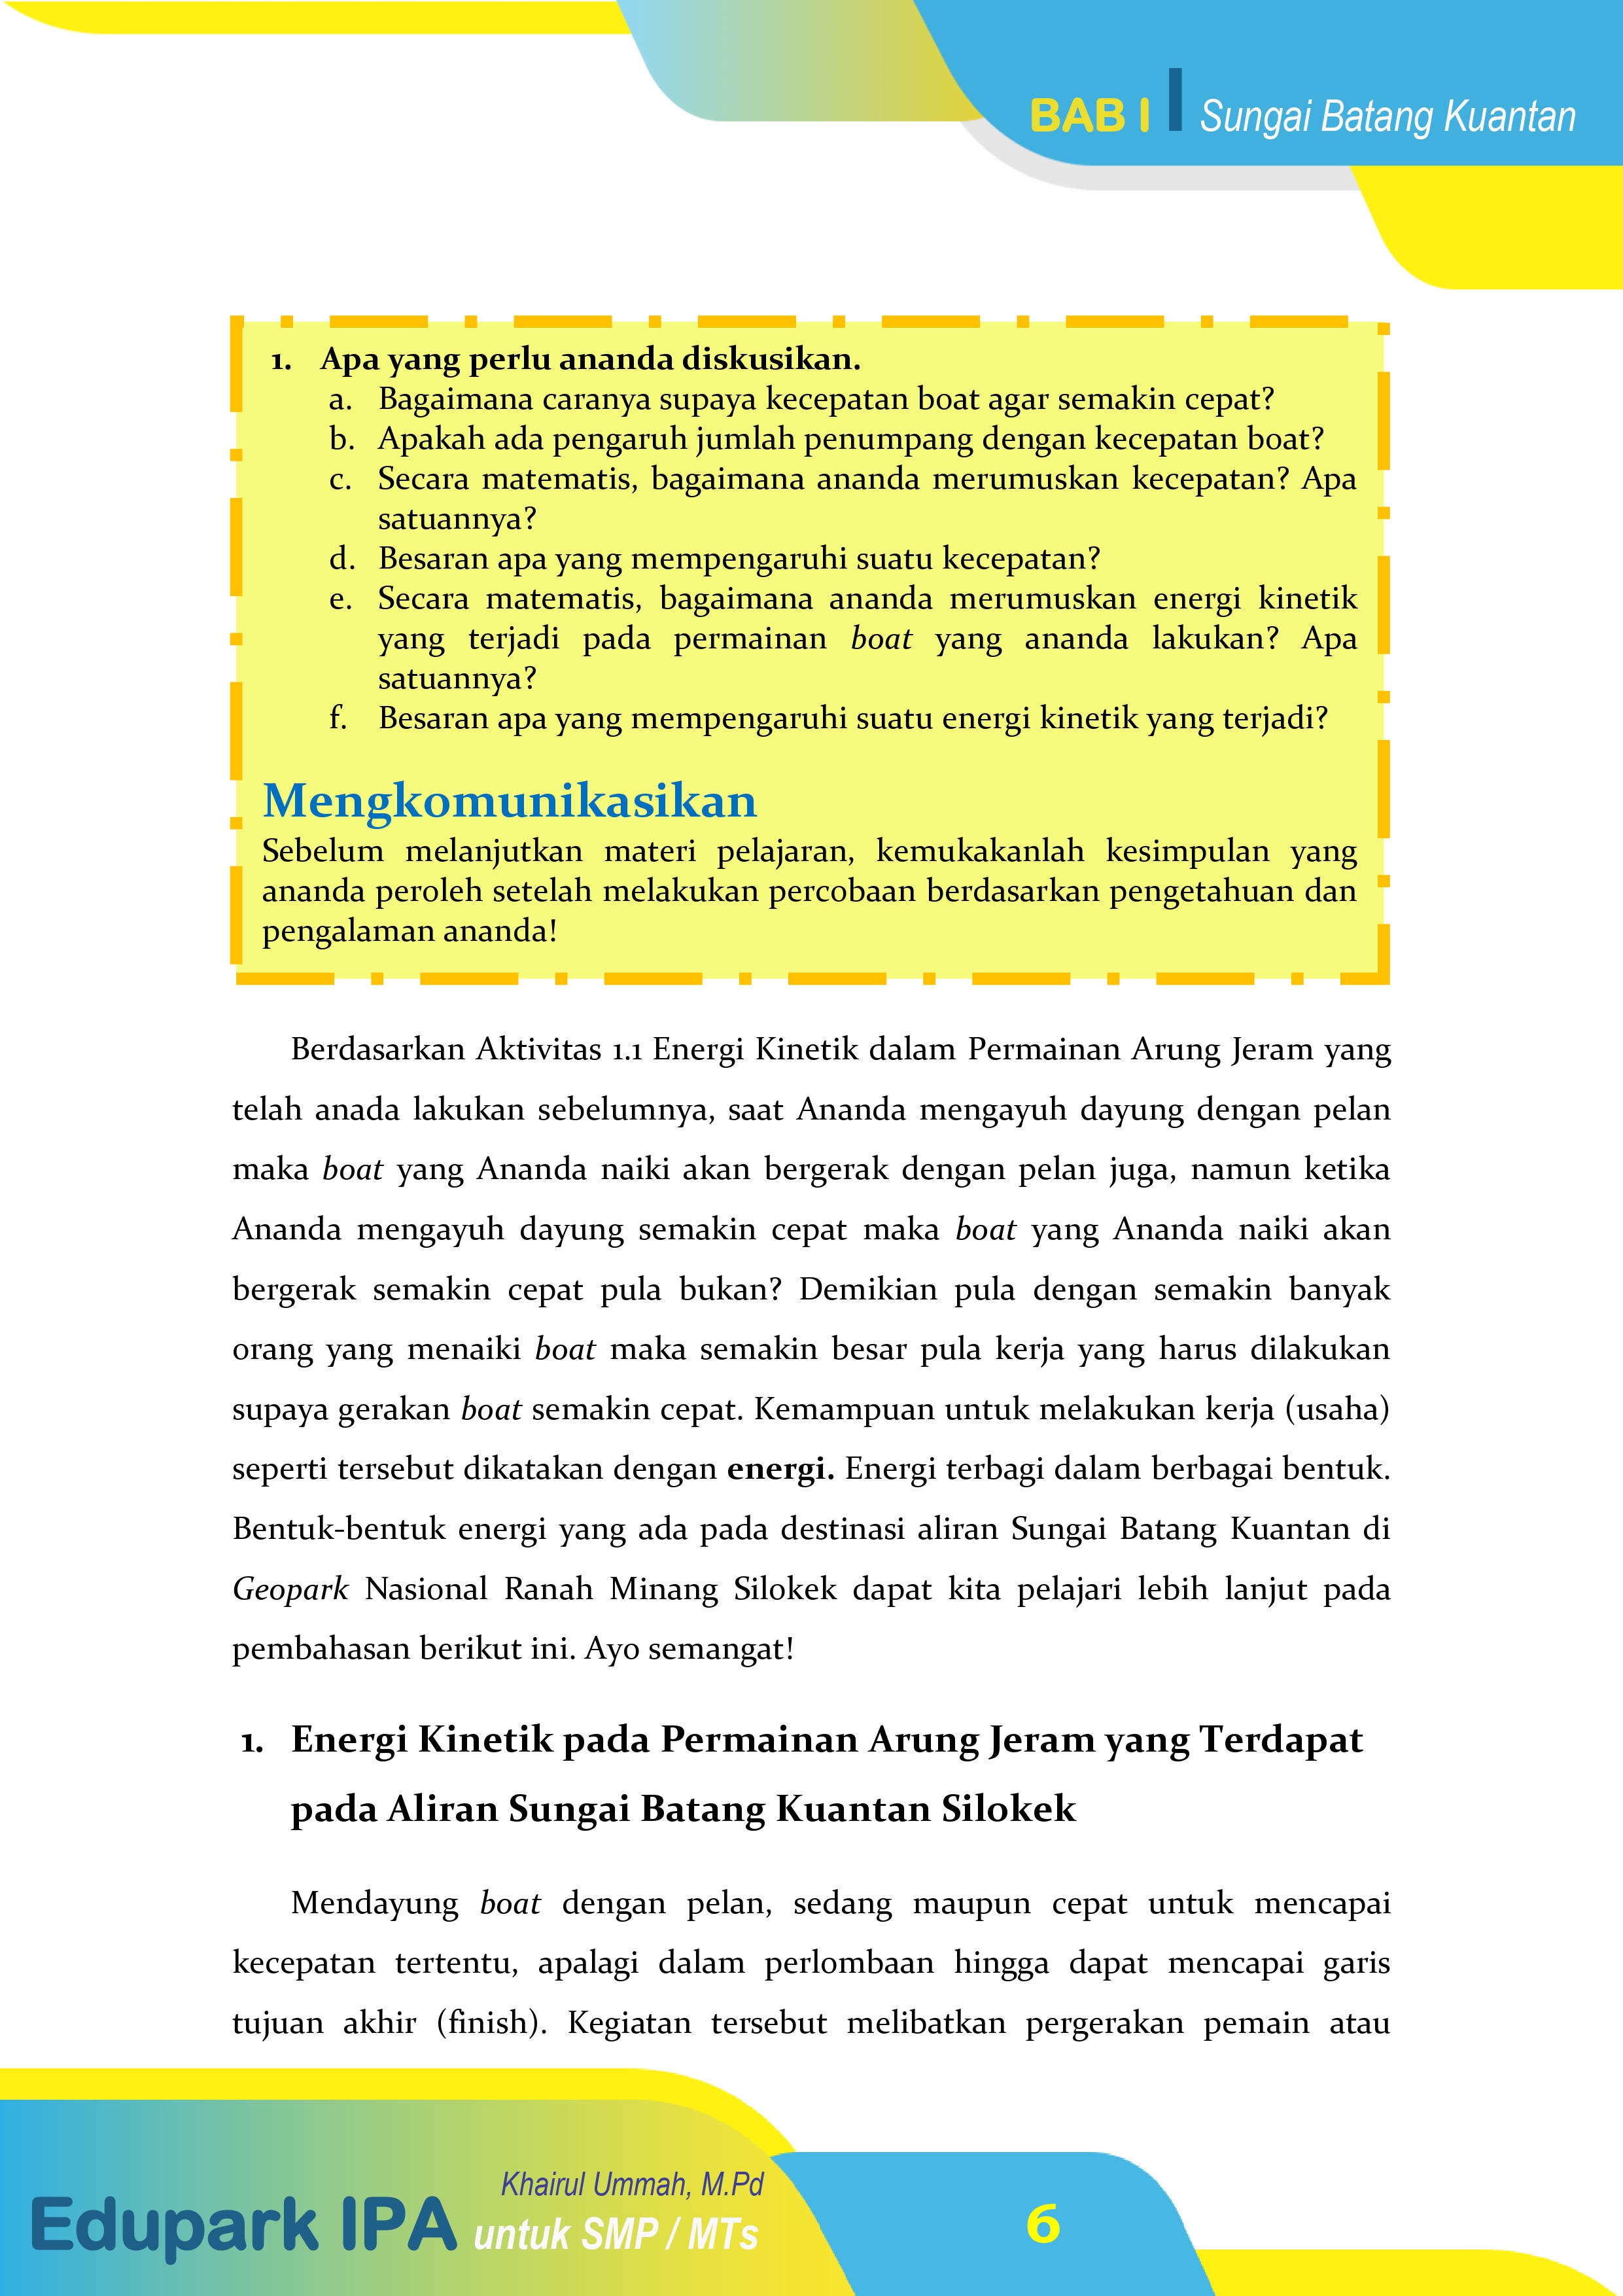 BAB I Sungai Batang Kuantan
1. Apa yang perlu ananda diskusikan.
a. Bagaimana caranya supaya kecepatan boat agar semakin cepat?
b. Apakah ada pengaruh jumlah penumpang dengan kecepatan boat?
c. Secara matematis, bagaimana ananda merumuskan kecepatan? Apa
satuannya?
d. Besaran apa yang mempengaruhi suatu kecepatan?
e. Secara matematis, bagaimana ananda merumuskan energi kinetik
yang terjadi pada permainan boat yang ananda lakukan? Apa
satuannya?
f. Besaran apa yang mempengaruhi suatu energi kinetik yang terjadi?
Mengkomunikasikan
Sebelum melanjutkan materi pelajaran, kemukakanlah kesimpulan yang
ananda peroleh setelah melakukan percobaan berdasarkan pengetahuan dan
pengalaman ananda!
Berdasarkan Aktivitas 1.1 Energi Kinetik dalam Permainan Arung Jeram yang
telah anada lakukan sebelumnya, saat Ananda mengayuh dayung dengan pelan
maka boat yang Ananda naiki akan bergerak dengan pelan juga, namun ketika
Ananda mengayuh dayung semakin cepat maka boat yang Ananda naiki akan
bergerak semakin cepat pula bukan? Demikian pula dengan semakin banyak
orang yang menaiki boat maka semakin besar pula kerja yang harus dilakukan
supaya gerakan boat semakin cepat. Kemampuan untuk melakukan kerja (usaha)
seperti tersebut dikatakan dengan energi. Energi terbagi dalam berbagai bentuk.
Bentuk-bentuk energi yang ada pada destinasi aliran Sungai Batang Kuantan di
Geopark Nasional Ranah Minang Silokek dapat kita pelajari lebih lanjut pada
pembahasan berikut ini. Ayo semangat!
1. Energi Kinetik pada Permainan Arung Jeram yang Terdapat
pada Aliran Sungai Batang Kuantan Silokek
Mendayung boat dengan pelan, sedang maupun cepat untuk mencapai
kecepatan tertentu, apalagi dalam perlombaan hingga dapat mencapai garis
tujuan akhir (finish). Kegiatan tersebut melibatkan pergerakan pemain atau
Khairul Ummah, M.Pd
Edupark IPA untuk SMP / MTs
6